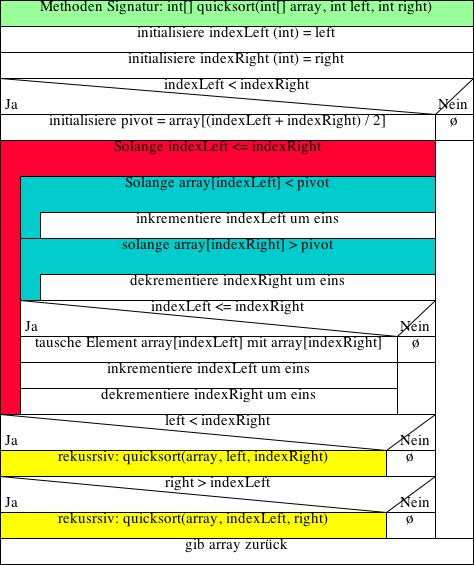 Methoden Signatur: int[] quicksort(int[] array, int left, int right)
initialisiere indexLeft (int) = left
initialisiere indexRight (int) = right
indexLeft < indexRight
Ja Nein
initialisiere pivot = array[(indexLeft + indexRight) / 2] ø
Solange indexLeft <= indexRight
Solange array[indexLeft] < pivot
inkrementiere indexLeft um eins
solange array[indexRight] > pivot
dekrementiere indexRight um eins
indexLeft <= indexRight
Ja Nein
tausche Element array[indexLeft] mit array[indexRight] ø
inkrementiere indexLeft um eins
dekrementiere indexRight um eins
left < indexRight
Ja Nein
rekusrsiv: quicksort(array, left, indexRight) ø
right > indexLeft
Ja Nein
rekusrsiv: quicksort(array, indexLeft, right) ø
gib array zurück